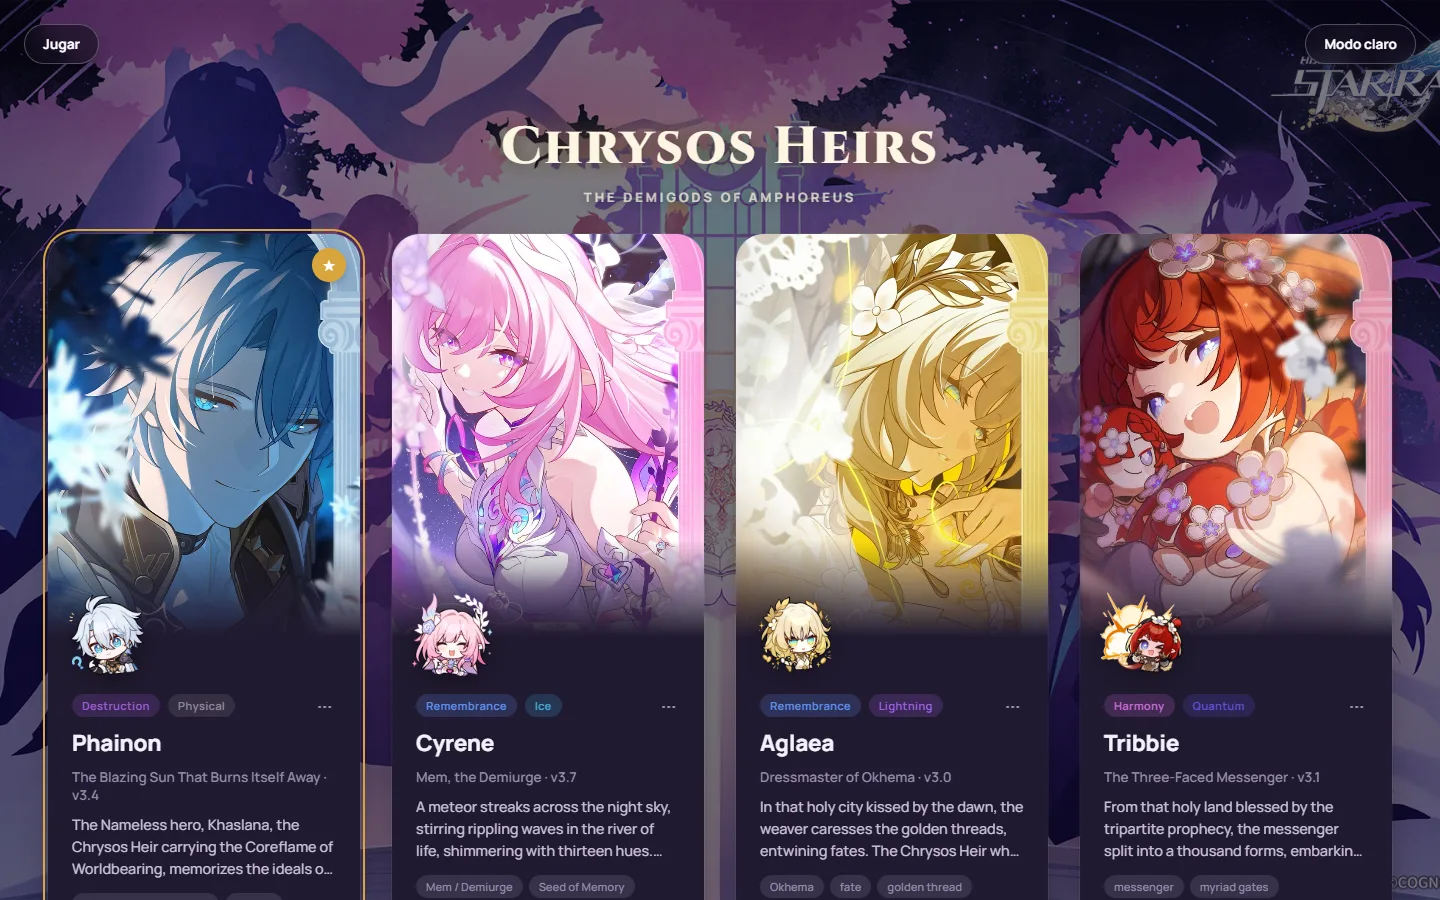 Jugar
Modo claro
CHRYSOS HEIRS
THE DEMIGODS OF AMPHOREUS
Destruction
Physical
Phainon
The Blazing Sun That Burns Itself Away ·
v3.4
The Nameless hero, Khaslana, the
Chrysos Heir carrying the Coreflame of
Worldbearing, memorizes the ideals o...
Remembrance
Ice
Cyrene
Mem, the Demiurge · v3.7
A meteor streaks across the night sky,
stirring rippling waves in the river of
life, shimmering with thirteen hues....
Mem / Demiurge
Seed of Memory
Remembrance
Lightning
Aglaea
Dressmaster of Okhema · v3.0
In that holy city kissed by the dawn, the
weaver caresses the golden threads,
entwining fates. The Chrysos Heir wh...
Okhema
fate
golden thread
Harmony
Quantum
Tribbie
The Three-Faced Messenger · v3.1
From that holy land blessed by the
tripartite prophecy, the messenger
split into a thousand forms, embarkin...
messenger
myriad gates